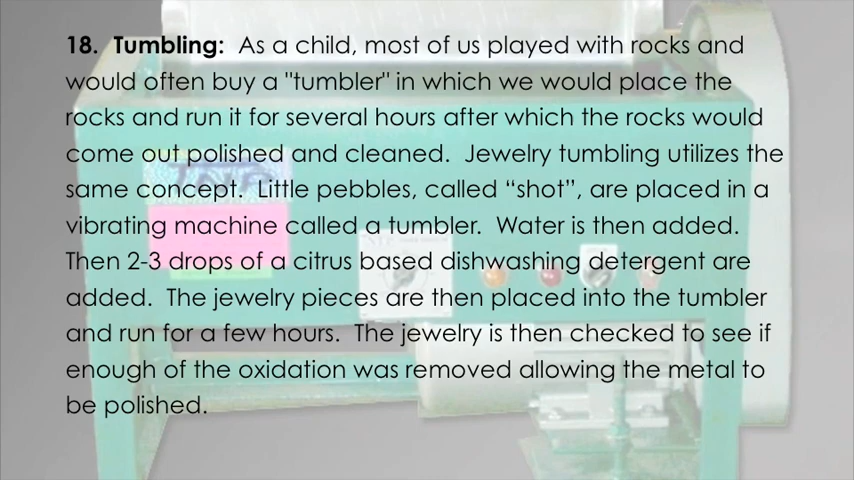 18.  Tumbling:  As a child, most of us played with rocks and
would often buy a "tumbler" in which we would place the
rocks and run it for several hours after which the rocks would
come out polished and cleaned.  Jewelry tumbling utilizes the
same concept.  Little pebbles, called “shot”, are placed in a
vibrating machine called a tumbler.  Water is then added.
Then 2-3 drops of a citrus based dishwashing detergent are
added.  The jewelry pieces are then placed into the tumbler
and run for a few hours.  The jewelry is then checked to see if
enough of the oxidation was removed allowing the metal to
be polished.